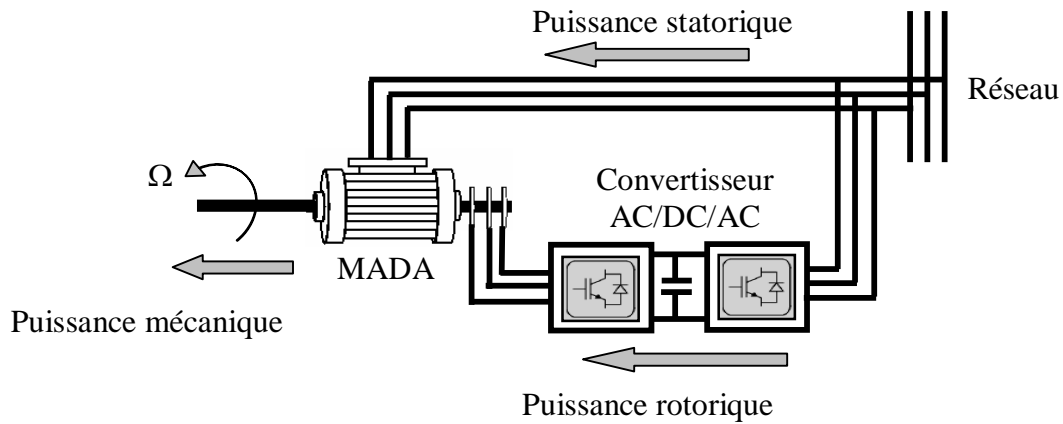 Puissance statorique
Réseau
Ω
Convertisseur
AC/DC/AC
MADA
Puissance mécanique
Puissance rotorique